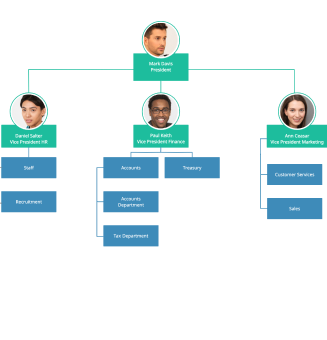 Mark Davis
President
Daniel Salter
Vice President HR
Paul Keith
Vice President Finance
Ann Ceaser
Vice President Marketing
Staff
Accounts
Treasury
Customer Services
Recruitment
Accounts
Department
Sales
Tax Department